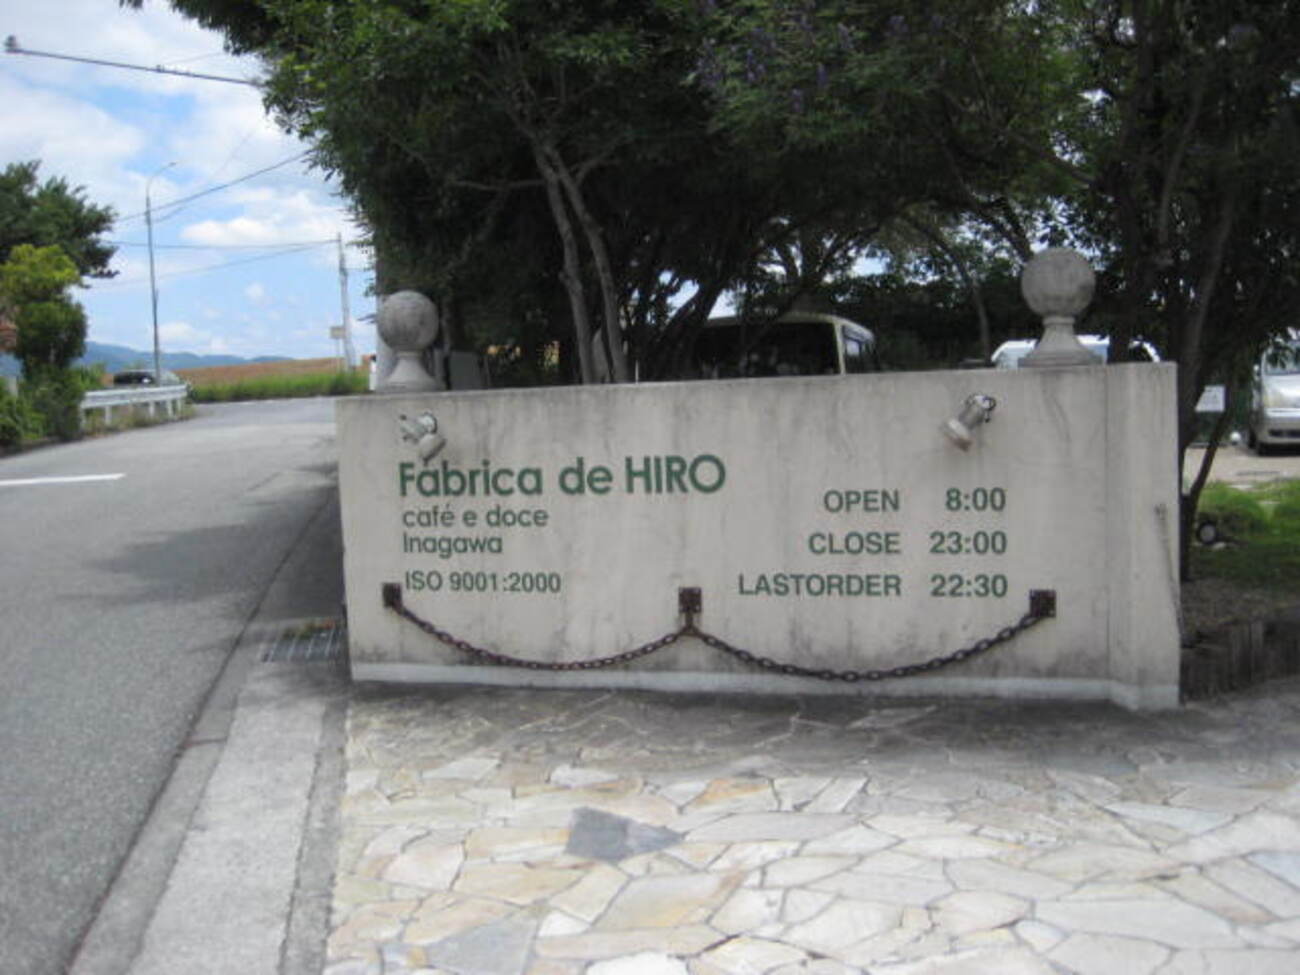 Fabrica de HIRO
café e doce
Inagawa
ISO 9001:2000
OPEN 8:00
CLOSE 23:00
LASTORDER 22:30